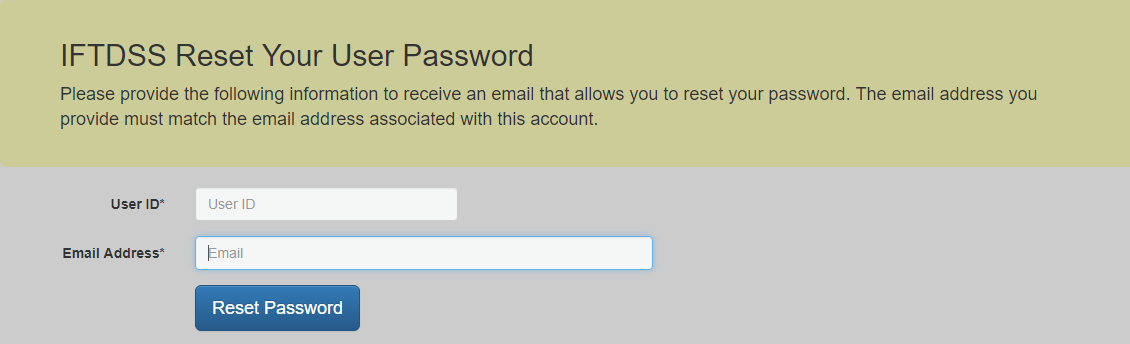 IFTDSS Reset Your User Password
Please provide the following information to receive an email that allows you to reset your password. The email address you
provide must match the email address associated with this account.
User ID* User ID
Email Address* Email
Reset Password